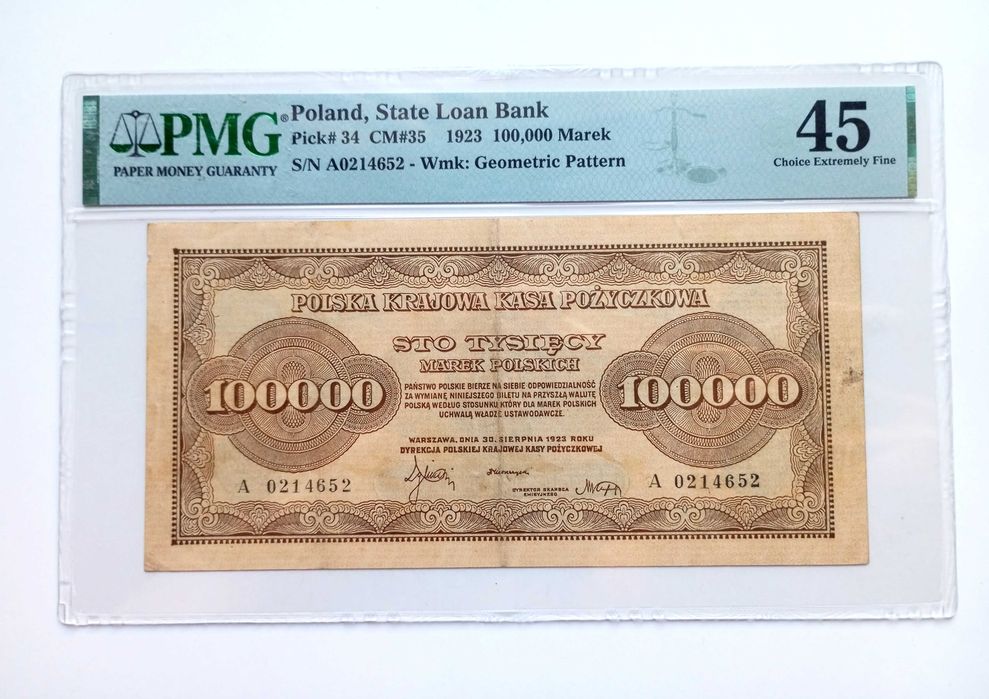 PMG®
PAPER MONEY GUARANTY
Poland, State Loan Bank
Pick# 34 CM#35 1923 100,000 Marek
S/N A0214652 - Wmk: Geometric Pattern
45
Choice Extremely Fine
POLSKA KRAJOWA KASA POŻYCZKOWA
STO TYSIĘCY
MAREK POLSKICH
100000
100000
PAŃSTWO POLSKIE BIERZE NA SIEBIE ODPOWIEDZIALNOŚĆ
ZA WYMIANĘ NINIEJSZEGO BILETU NA PRZYSZŁĄ WALUTĘ
POLSKĄ WEDŁUG STOSUNKU, KTÓRY DLA MAREK POLSKICH
UCHWALĄ WŁADZE USTAWODAWCZE.
WARSZAWA, DNIA 30. SIERPNIA 1923 ROKU
DYREKCJA POLSKIEJ KRAJOWEJ KASY POŻYCZKOWEJ
A 0214652
A 0214652
DYREKTOR SKARBCA
EMISYJNEGO